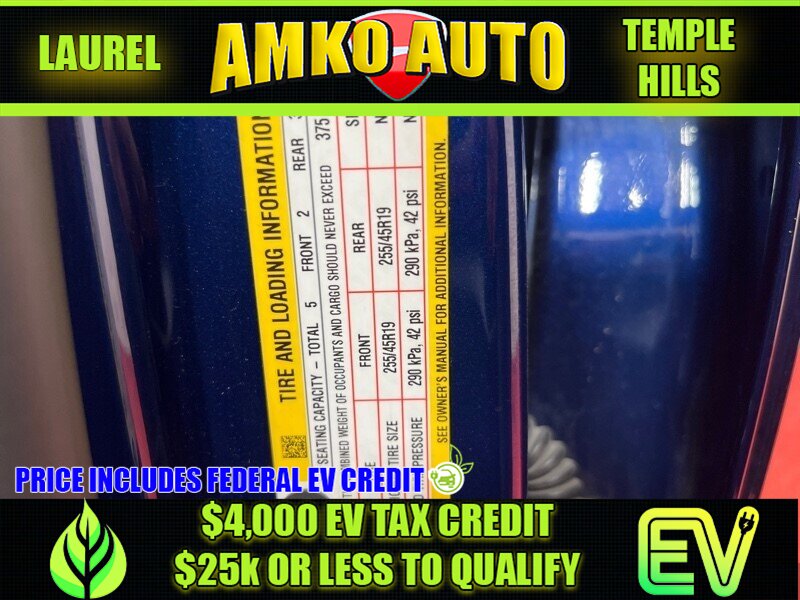 LAUREL
AMKO AUTO
TEMPLE
HILLS
TIRE AND LOADING INFORMATION
SEATING CAPACITY – TOTAL 5 FRONT 2 REAR
COMBINED WEIGHT OF OCCUPANTS AND CARGO SHOULD NEVER EXCEED 375
FRONT REAR
TIRE SIZE 255/45R19 255/45R19
PRESSURE 290 kPa, 42 psi 290 kPa, 42 psi
SEE OWNER'S MANUAL FOR ADDITIONAL INFORMATION.
PRICE INCLUDES FEDERAL EV CREDIT
$4,000 EV TAX CREDIT
$25k OR LESS TO QUALIFY
EV